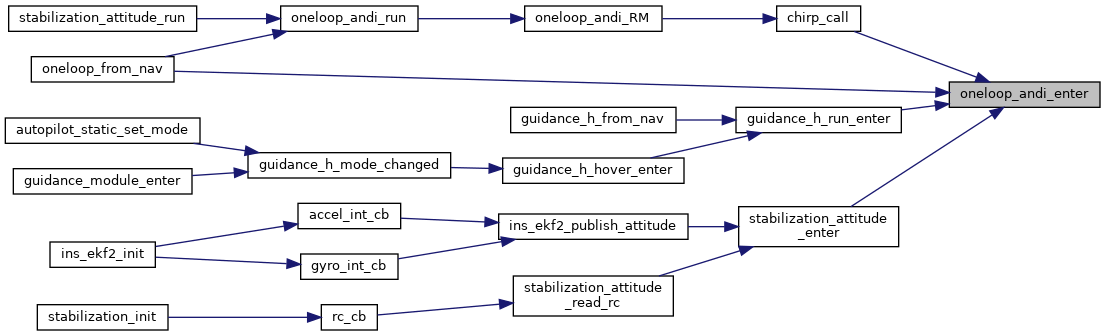 stabilization_attitude_run
oneloop_andi_run
oneloop_andi_RM
chirp_call
oneloop_from_nav
oneloop_andi_enter
autopilot_static_set_mode
guidance_h_from_nav
guidance_h_run_enter
guidance_h_mode_changed
guidance_module_enter
guidance_h_hover_enter
accel_int_cb
ins_ekf2_publish_attitude
stabilization_attitude
_enter
ins_ekf2_init
gyro_int_cb
stabilization_attitude
_read_rc
stabilization_init
rc_cb